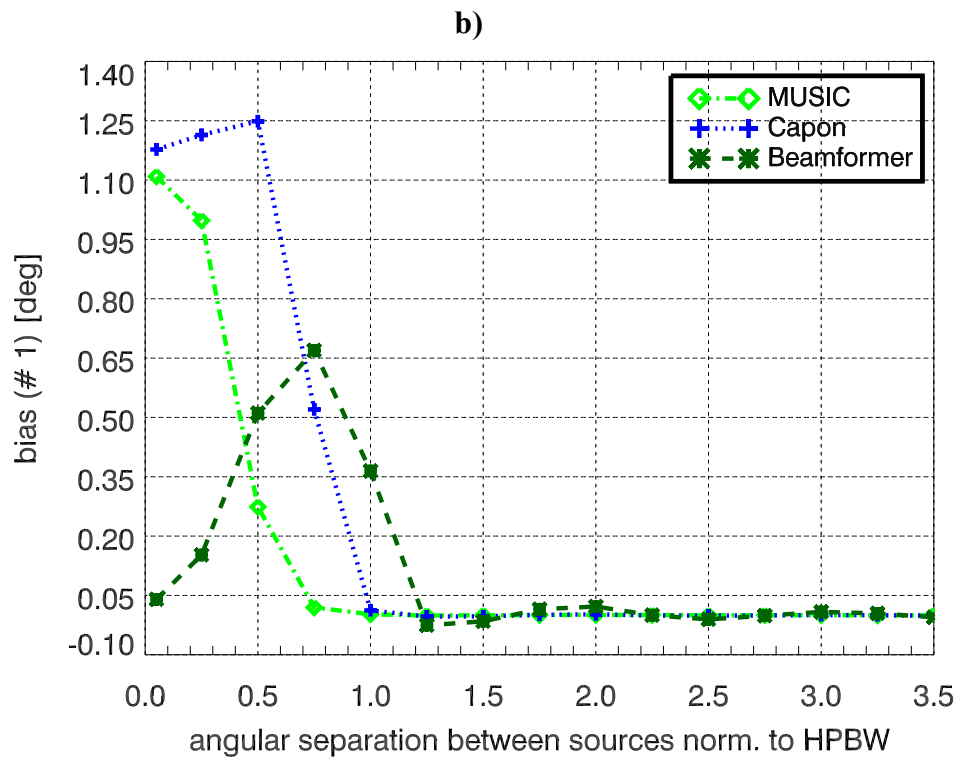 b)
1.40
1.25
1.10
0.95
0.80
0.65
0.50
0.35
0.20
0.05
-0.10
bias (# 1) [deg]
MUSIC
Capon
Beamformer
0.0 0.5 1.0 1.5 2.0 2.5 3.0 3.5
angular separation between sources norm. to HPBW